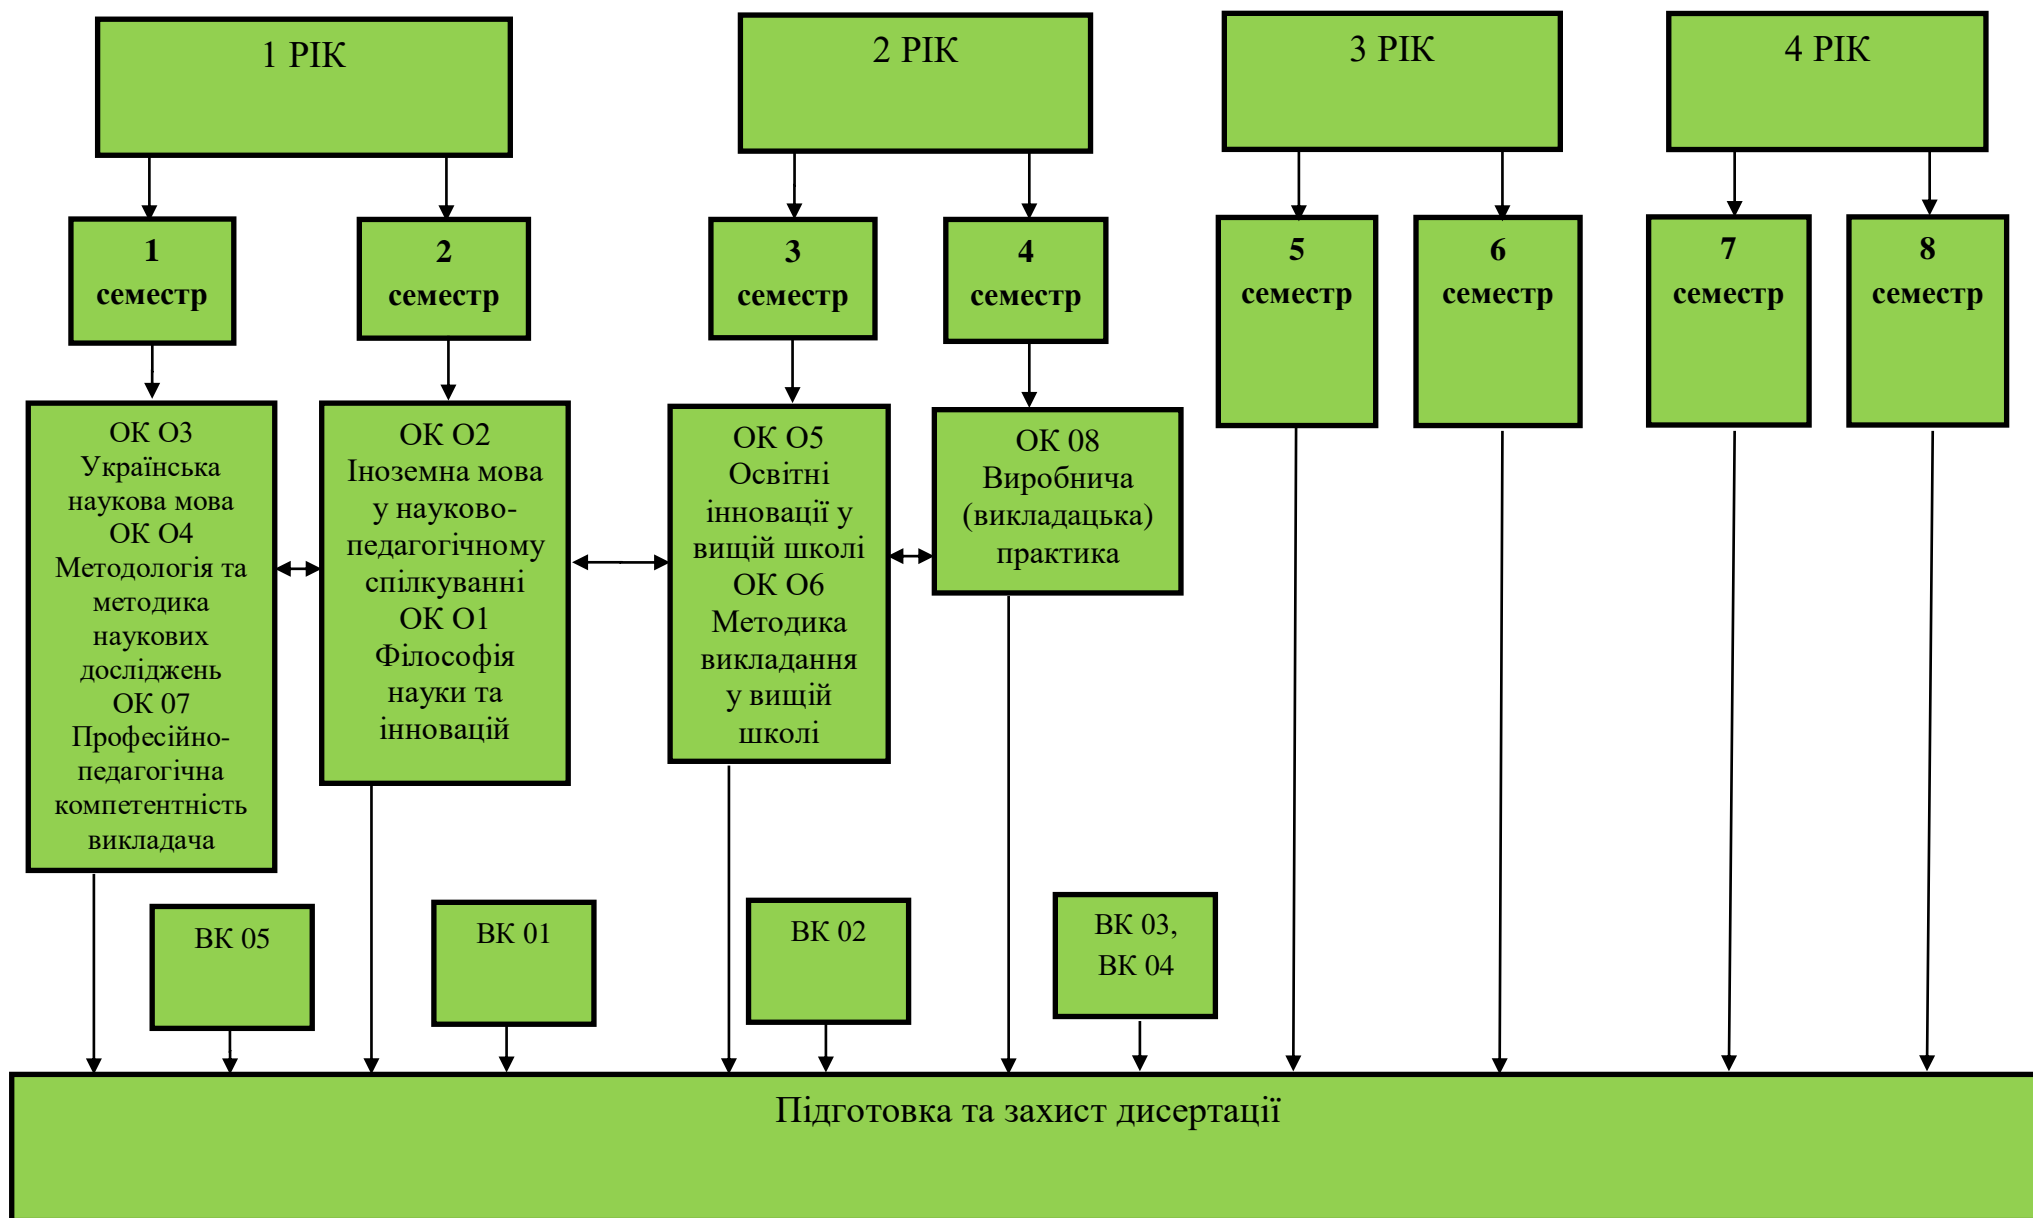 1 РІК
2 РІК
3 РІК
4 РІК
1
семестр
2
семестр
3
семестр
4
семестр
5
семестр
6
семестр
7
семестр
8
семестр
ОК О3
Українська
наукова мова
ОК О4
Методологія та
методика
наукових
досліджень
ОК 07
Професійно-
педагогічна
компетентність
викладача
ОК О2
Іноземна мова
у науково-
педагогічному
спілкуванні
ОК О1
Філософія
науки та
інновацій
ОК О5
Освітні
інновації у
вищій школі
ОК О6
Методика
викладання
у вищій
школі
ОК 08
Виробнича
(викладацька)
практика
ВК 05
ВК 01
ВК 02
ВК 03,
ВК 04
Підготовка та захист дисертації